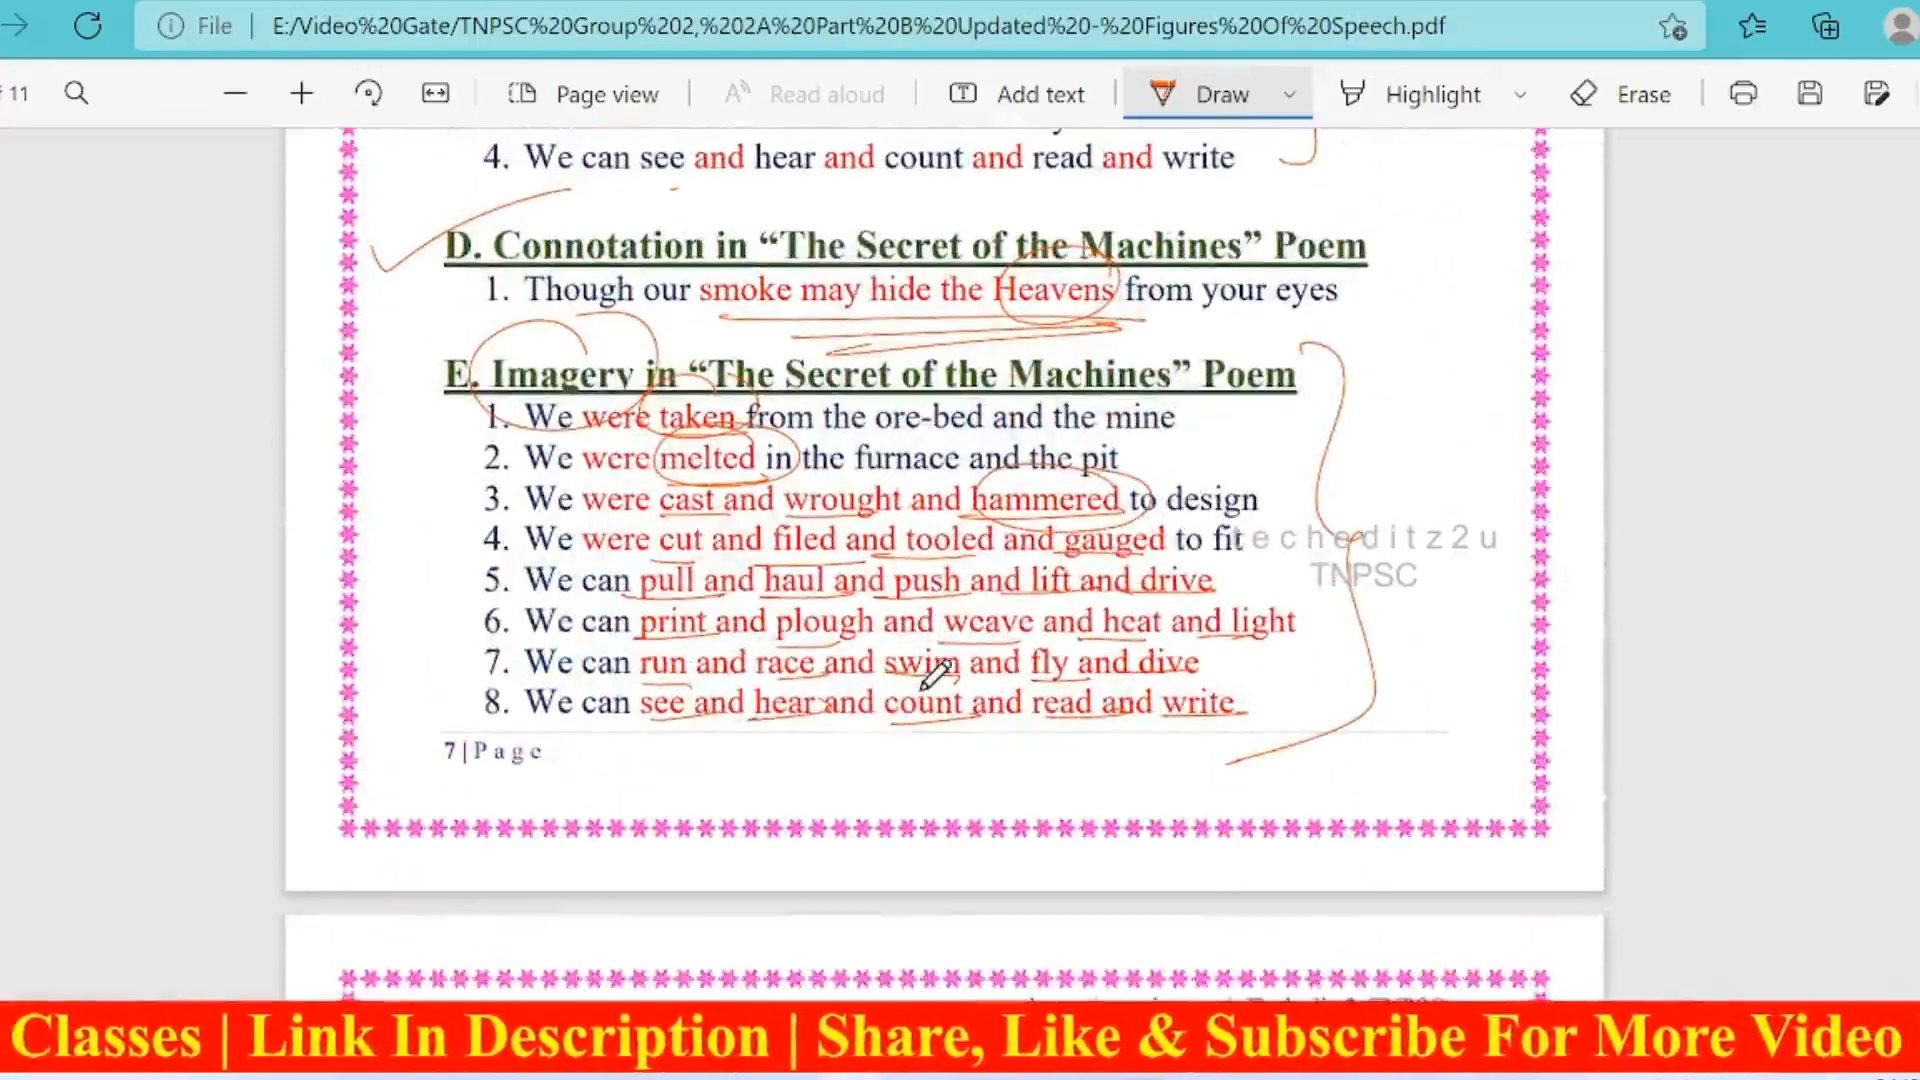 File E:/Video%20Gate/TNPSC%20Group%202,%202A%20Part%20B%20Updated%20-%20Figures%20Of%20Speech.pdf
11 Page view Read aloud Add text Draw Highlight Erase
4. We can see and hear and count and read and write
D. Connotation in “The Secret of the Machines” Poem
1. Though our smoke may hide the Heavens from your eyes
E. Imagery in “The Secret of the Machines” Poem
1. We were taken from the ore-bed and the mine
2. We were melted in the furnace and the pit
3. We were cast and wrought and hammered to design
4. We were cut and filed and tooled and gauged to fit
echeditz2u
TNPSC
5. We can pull and haul and push and lift and drive
6. We can print and plough and weave and heat and light
7. We can run and race and swim and fly and dive
8. We can see and hear and count and read and write
7 | P a g e
Classes | Link In Description | Share, Like & Subscribe For More Video